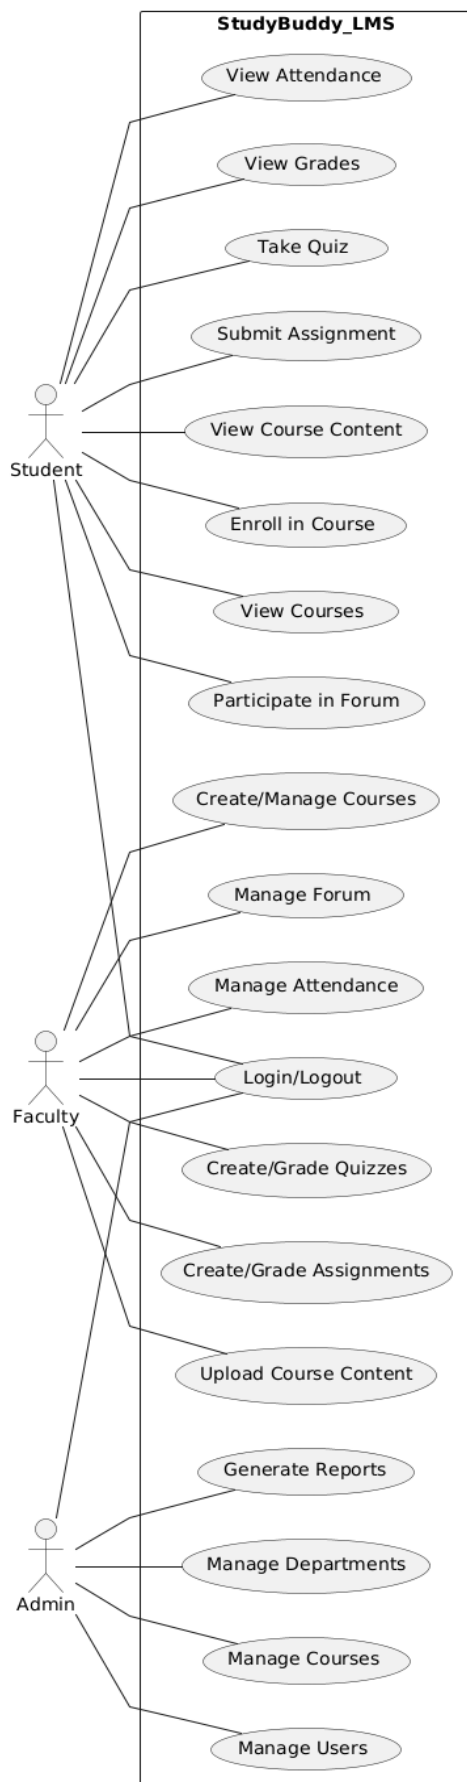 StudyBuddy_LMS
View Attendance
View Grades
Take Quiz
Submit Assignment
View Course Content
Student
Enroll in Course
View Courses
Participate in Forum
Create/Manage Courses
Manage Forum
Manage Attendance
Login/Logout
Faculty
Create/Grade Quizzes
Create/Grade Assignments
Upload Course Content
Generate Reports
Manage Departments
Admin
Manage Courses
Manage Users